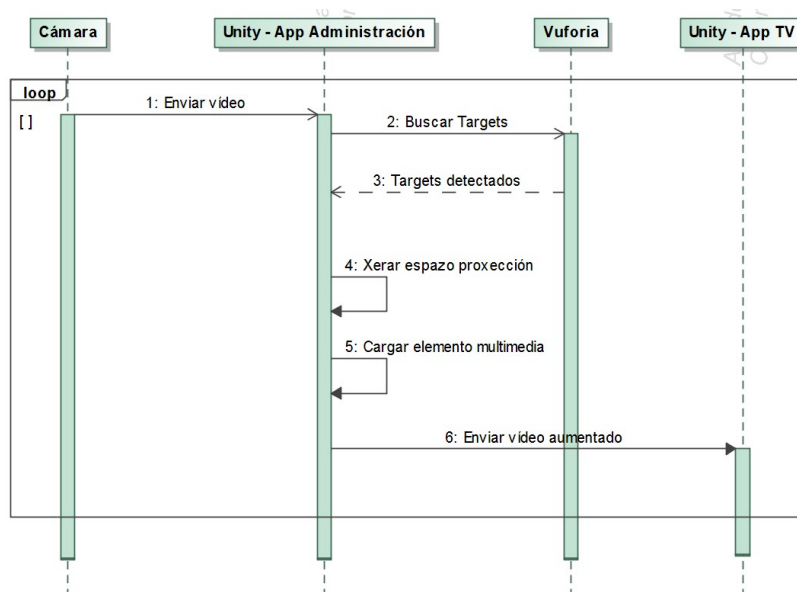 Cámara
Unity - App Administración
Vuforia
Unity - App TV
loop
[ ]
1: Enviar vídeo
2: Buscar Targets
3: Targets detectados
4: Xerar espazo proxección
5: Cargar elemento multimedia
6: Enviar vídeo aumentado